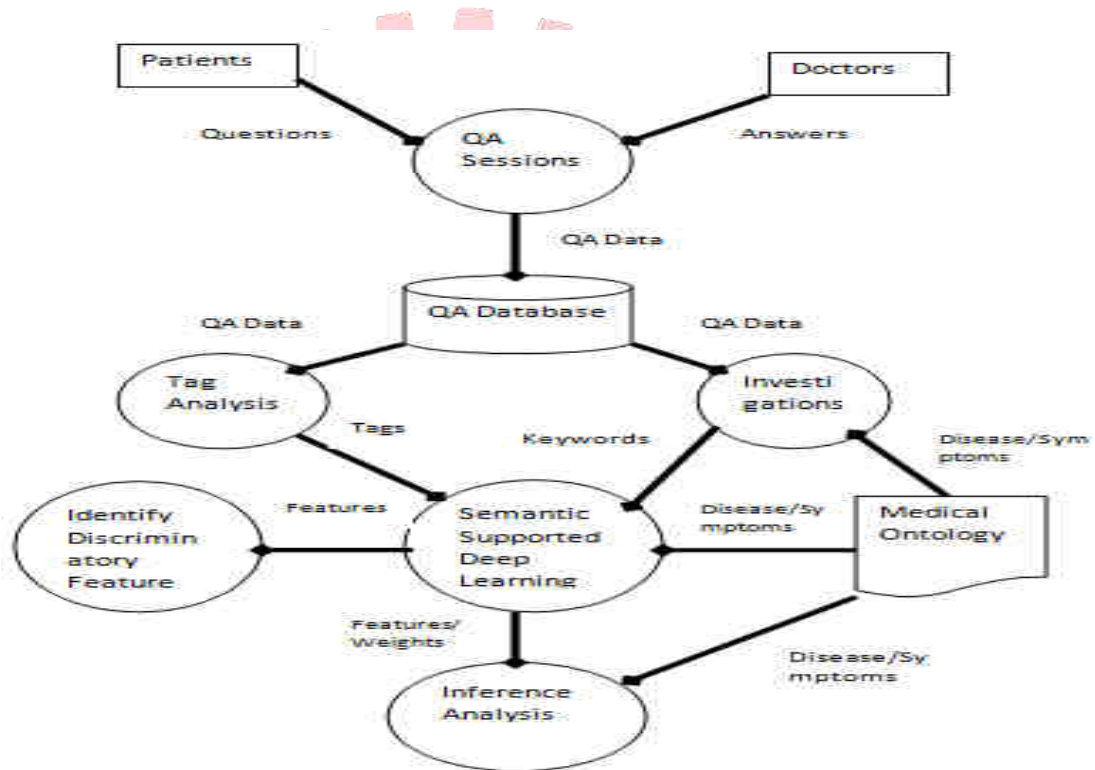 Patients
Doctors
Questions
QA
Sessions
Answers
QA Data
QA Database
QA Data
QA Data
Tag
Analysis
Investi
gations
Tags
Keywords
Disease/Sym
ptoms
Features
Identify
Discrimin
atory
Feature
Semantic
Supported
Deep
Learning
Disease/Sy
mptoms
Medical
Ontology
Features/
Weights
Disease/Sy
mptoms
Inference
Analysis